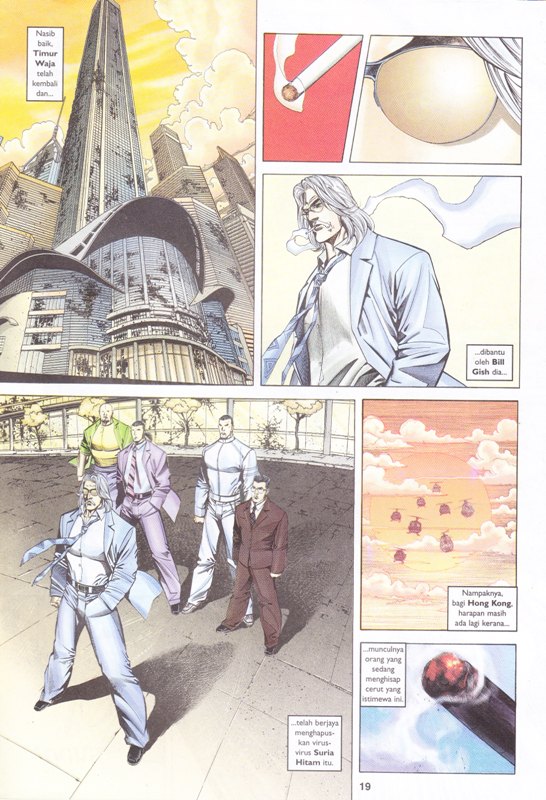 Nasib
baik,
Timur
Waja
telah
kembali
dan...
...dibantu
oleh Bill
Gish dia...
...telah berjaya
menghapus-
kan virus-
virus Suria
Hitam itu.
Nampaknya,
bagi Hong Kong,
harapan masih
ada lagi kerana...
...munculnya
orang yang
sedang
menghisap
cerut yang
istimewa ini.
19